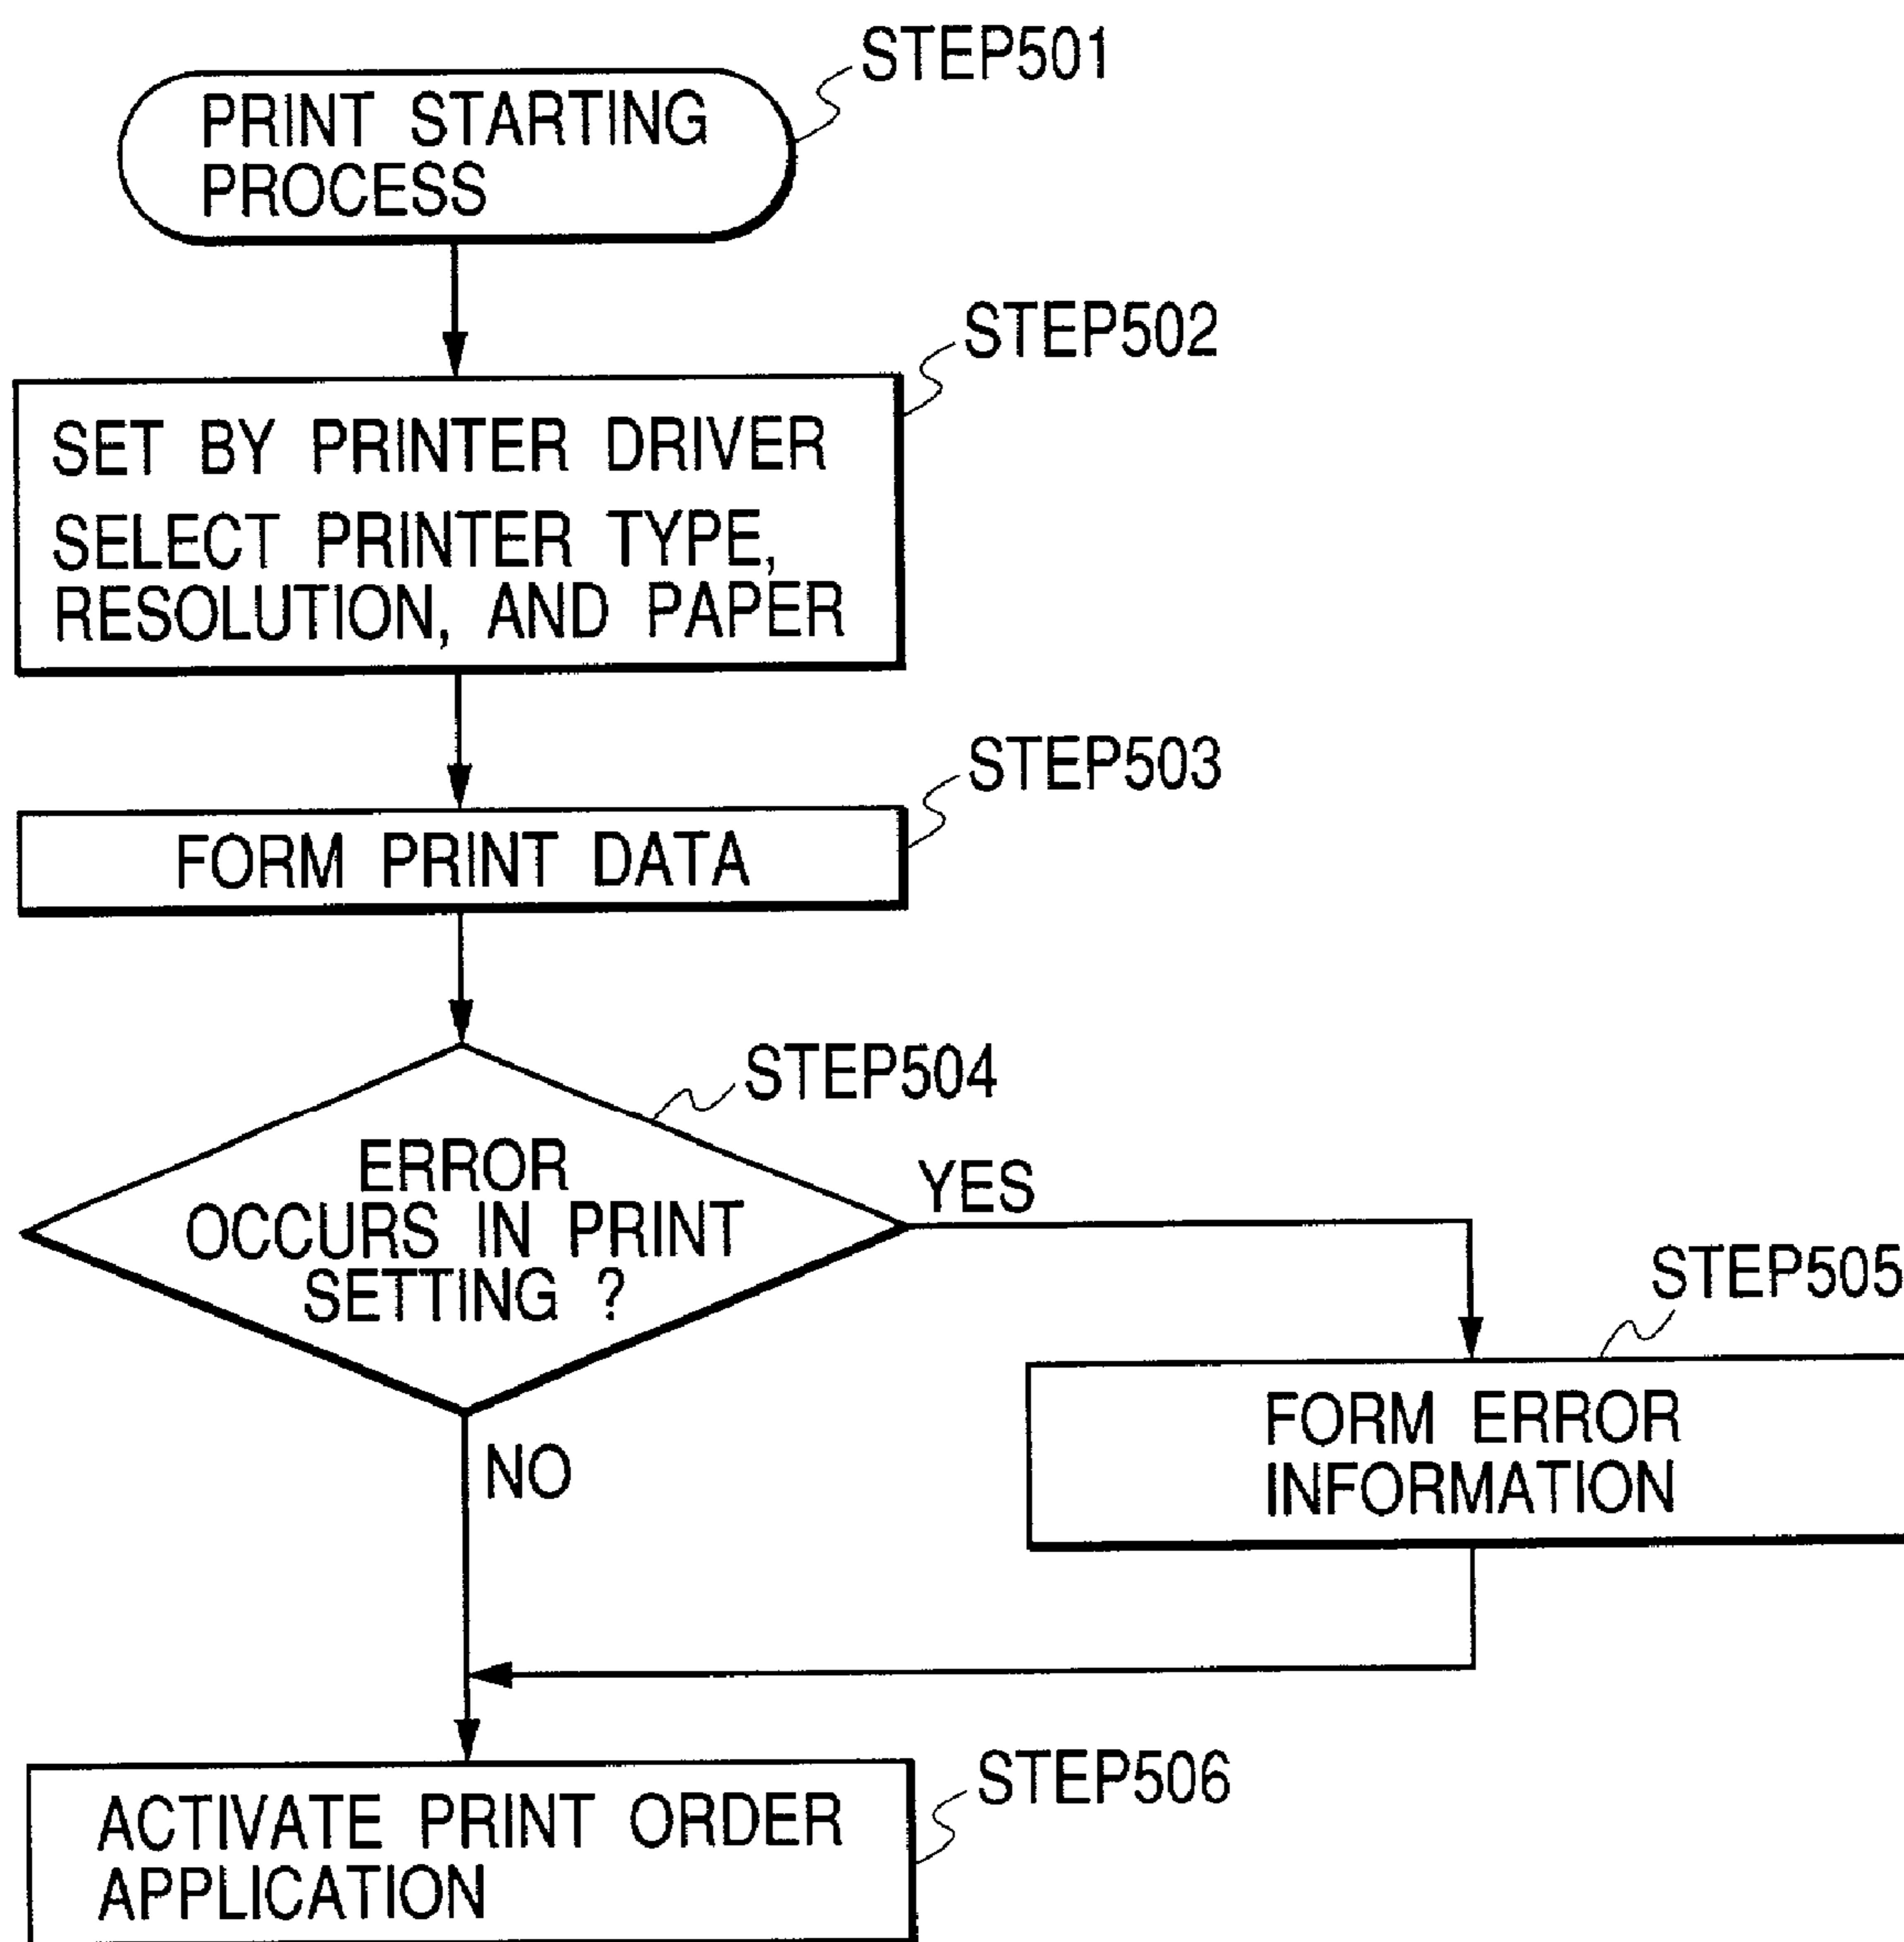 STEP501
PRINT STARTING
PROCESS
STEP502
SET BY PRINTER DRIVER
SELECT PRINTER TYPE,
RESOLUTION, AND PAPER
STEP503
FORM PRINT DATA
STEP504
ERROR
OCCURS IN PRINT
SETTING ?
YES
STEP505
FORM ERROR
INFORMATION
NO
STEP506
ACTIVATE PRINT ORDER
APPLICATION